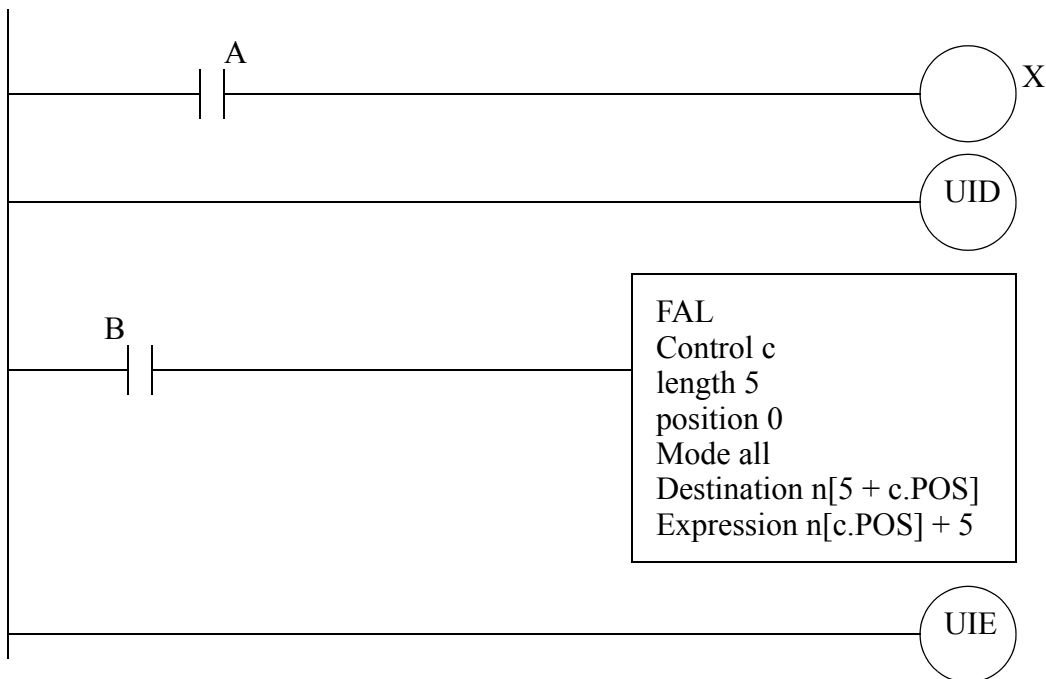 A
X
UID
B
FAL
Control c
length 5
position 0
Mode all
Destination n[5 + c.POS]
Expression n[c.POS] + 5
UIE